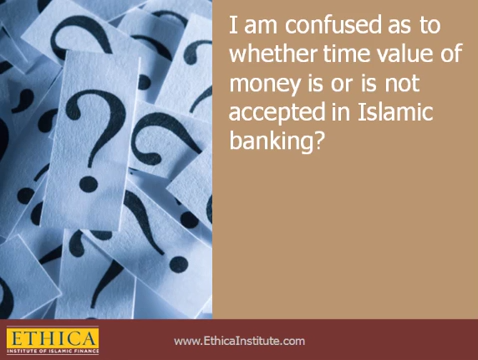 I am confused as to
whether time value of
money is or is not
accepted in Islamic
banking?
ETHICA
INSTITUTE OF ISLAMIC FINANCE
www.EthicaInstitute.com